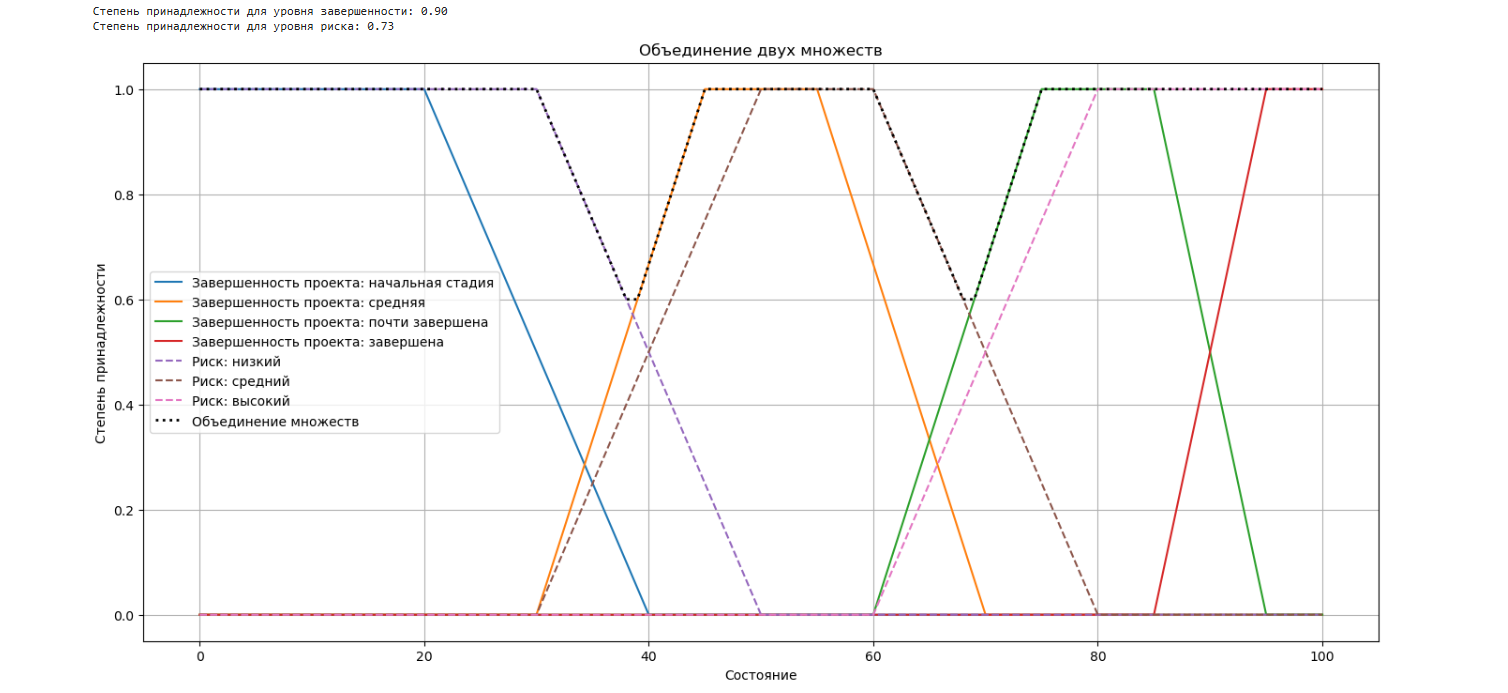 Степень принадлежности для уровня завершенности: 0.90
Степень принадлежности для уровня риска: 0.73
Объединение двух множеств
1.0
0.8
0.6
0.4
0.2
0.0
Степень принадлежности
Завершенность проекта: начальная стадия
Завершенность проекта: средняя
Завершенность проекта: почти завершена
Завершенность проекта: завершена
Риск: низкий
Риск: средний
Риск: высокий
Объединение множеств
0 20 40 60 80 100
Состояние